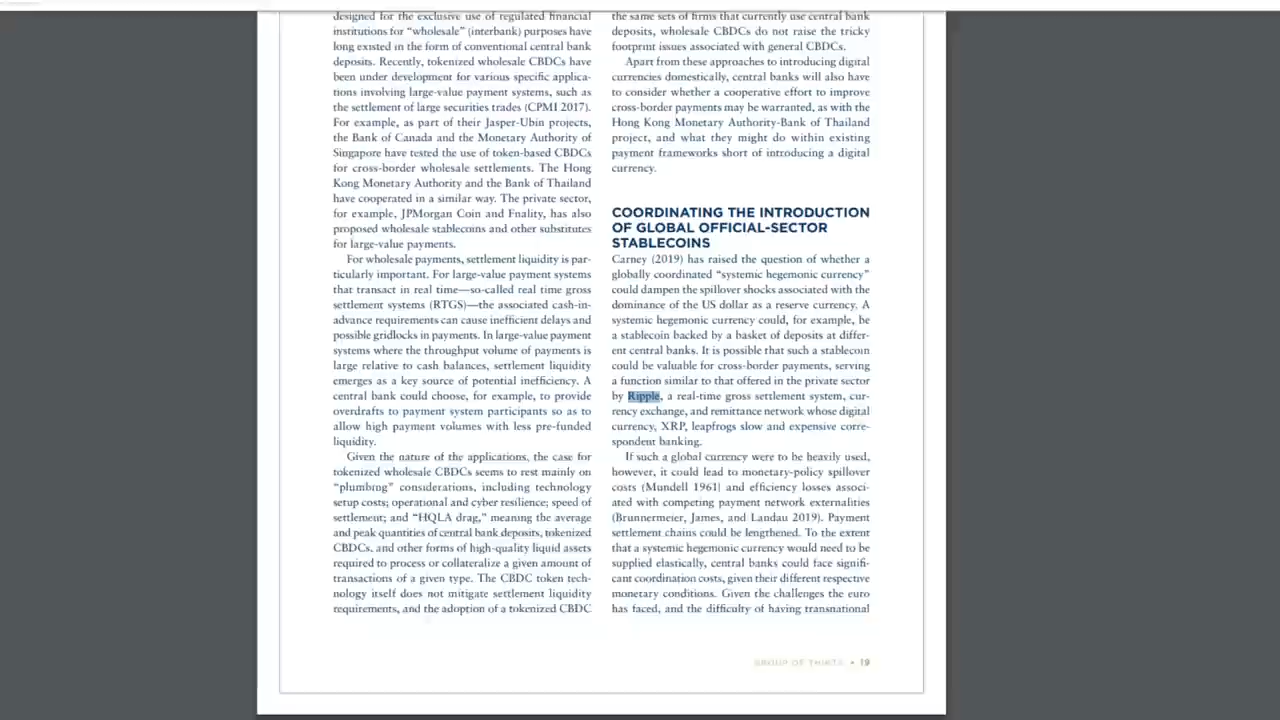 designed for the exclusive use of regulated financial
institutions for "wholesale" (interbank) purposes have
long existed in the form of conventional central bank
deposits. Recently, tokenized wholesale CBDCs have
been under development for various specific applica-
tions involving large-value payment systems, such as
the settlement of large securities trades (CPMI 2017).
For example, as part of their Jasper-Ubin projects,
the Bank of Canada and the Monetary Authority of
Singapore have tested the use of token-based CBDCs
for cross-border wholesale settlements. The Hong
Kong Monetary Authority and the Bank of Thailand
have cooperated in a similar way. The private sector,
for example, JPMorgan Coin and Fnality, has also
proposed wholesale stablecoins and other substitutes
for large-value payments.
For wholesale payments, settlement liquidity is par-
ticularly important. For large-value payment systems
that transact in real time—so-called real time gross
settlement systems (RTGS)—the associated cash-in-
advance requirements can cause inefficient delays and
possible gridlocks in payments. In large-value payment
systems where the throughput volume of payments is
large relative to cash balances, settlement liquidity
emerges as a key source of potential inefficiency. A
central bank could choose, for example, to provide
overdrafts to payment system participants so as to
allow high payment volumes with less pre-funded
liquidity.
Given the nature of the applications, the case for
tokenized wholesale CBDCs seems to rest mainly on
"plumbing" considerations, including technology
setup costs; operational and cyber resilience; speed of
settlement; and "HQLA drag," meaning the average
and peak quantities of central bank deposits, tokenized
CBDCs, and other forms of high-quality liquid assets
required to process or collateralize a given amount of
transactions of a given type. The CBDC token tech-
nology itself does not mitigate settlement liquidity
requirements, and the adoption of a tokenized CBDC
the same sets of firms that currently use central bank
deposits, wholesale CBDCs do not raise the tricky
footprint issues associated with general CBDCs.
Apart from these approaches to introducing digital
currencies domestically, central banks will also have
to consider whether a cooperative effort to improve
cross-border payments may be warranted, as with the
Hong Kong Monetary Authority-Bank of Thailand
project, and what they might do within existing
payment frameworks short of introducing a digital
currency.
COORDINATING THE INTRODUCTION
OF GLOBAL OFFICIAL-SECTOR
STABLECOINS
Carney (2019) has raised the question of whether a
globally coordinated "systemic hegemonic currency"
could dampen the spillover shocks associated with the
dominance of the US dollar as a reserve currency. A
systemic hegemonic currency could, for example, be
a stablecoin backed by a basket of deposits at differ-
ent central banks. It is possible that such a stablecoin
could be valuable for cross-border payments, serving
a function similar to that offered in the private sector
by Ripple, a real-time gross settlement system, cur-
rency exchange, and remittance network whose digital
currency, XRP, leapfrogs slow and expensive corre-
spondent banking.
If such a global currency were to be heavily used,
however, it could lead to monetary-policy spillover
costs (Mundell 1961) and efficiency losses associ-
ated with competing payment network externalities
(Brunnermeier, James, and Landau 2019). Payment
settlement chains could be lengthened. To the extent
that a systemic hegemonic currency would need to be
supplied elastically, central banks could face signifi-
cant coordination costs, given their different respective
monetary conditions. Given the challenges the euro
has faced, and the difficulty of having transnational
GROUP OF THIRTY • 19